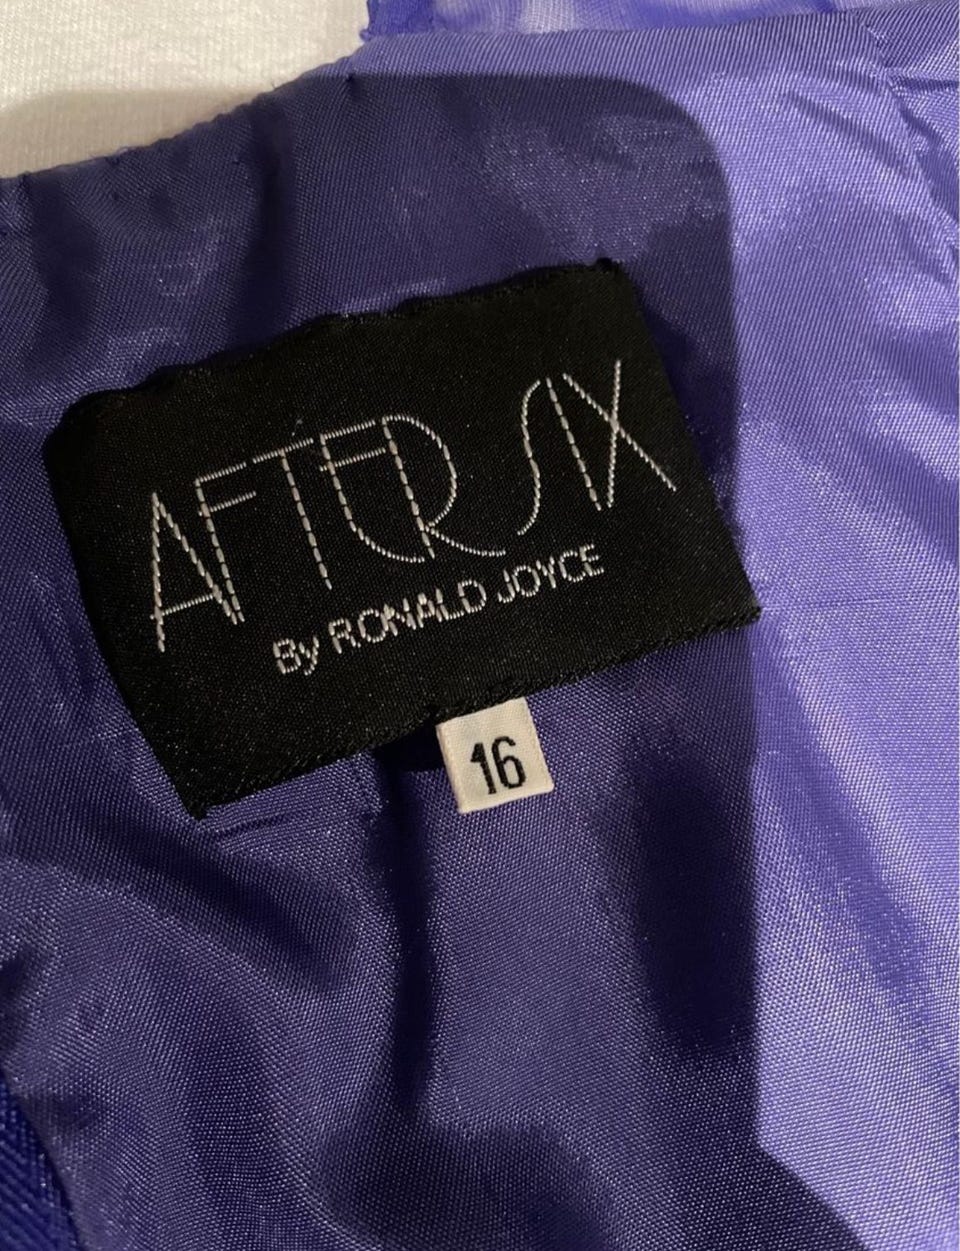 AFTER SIX
By RONALD JOYCE
16